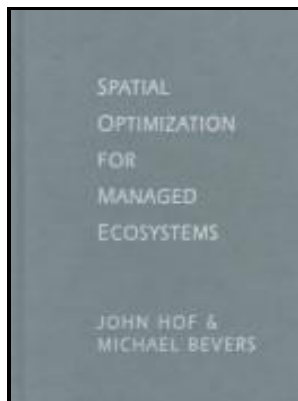 SPATIAL
OPTIMIZATION
FOR
MANAGED
ECOSYSTEMS
JOHN HOF &
MICHAEL BEVERS